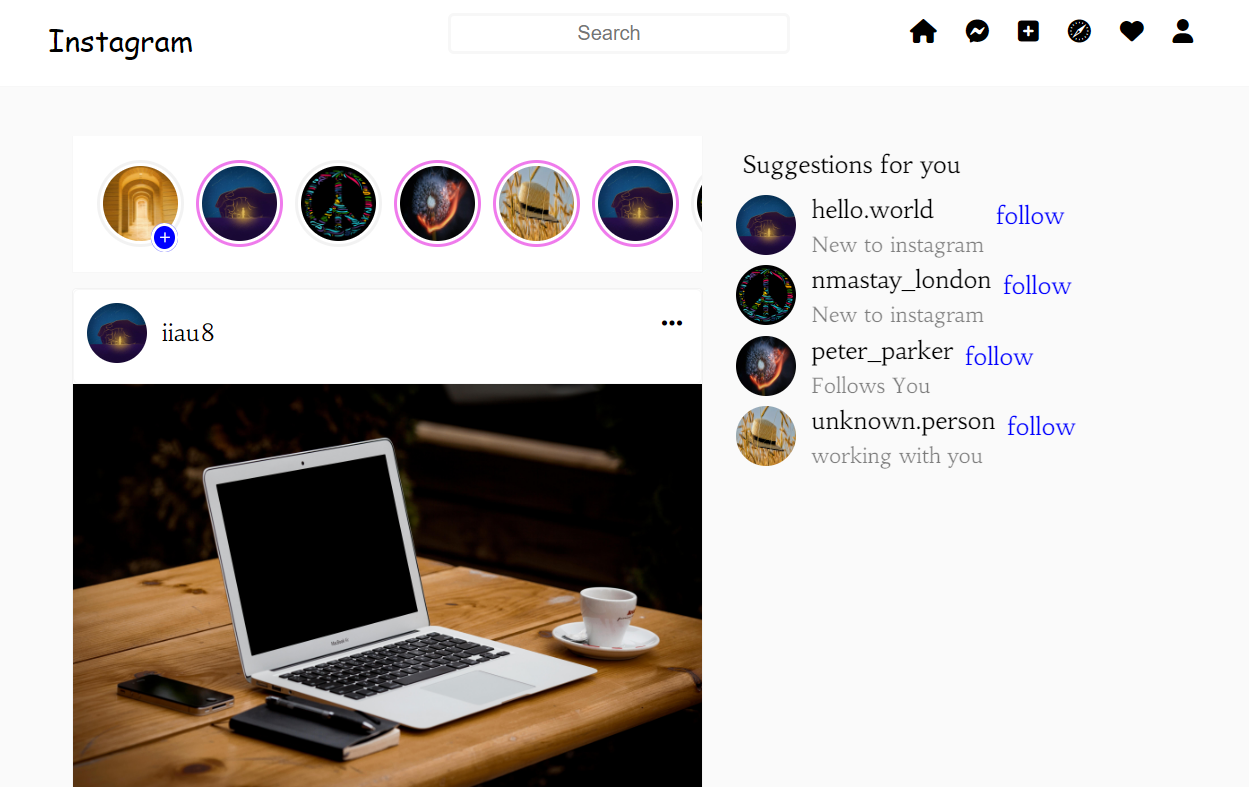 Instagram
Search
Suggestions for you
hello.world
follow
New to instagram
nmastay_london
follow
New to instagram
peter_parker
follow
Follows You
unknown.person
follow
working with you
iiau8